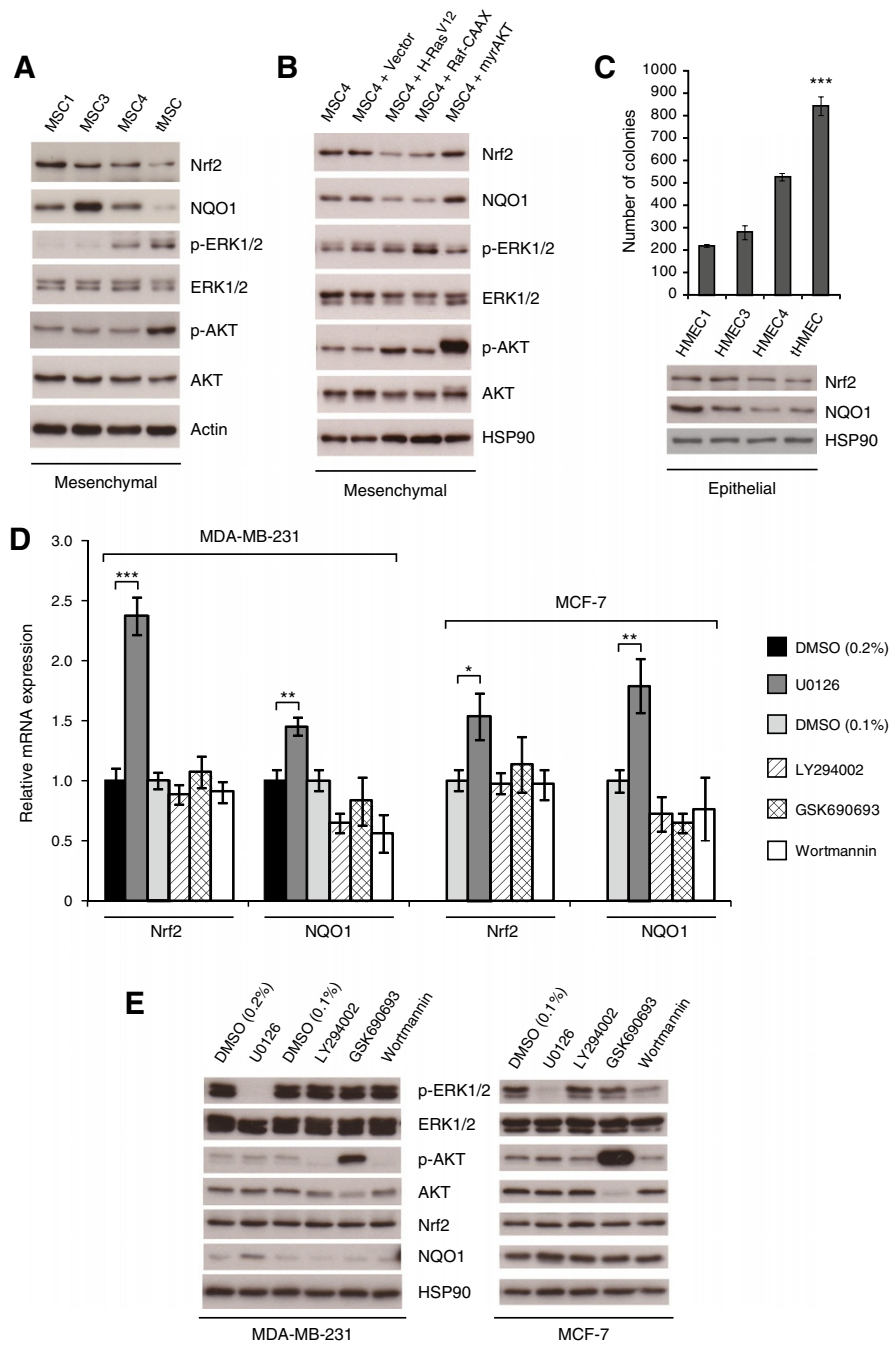 A
MSC1
MSC3
MSC4
tMSC
Nrf2
NQO1
p-ERK1/2
ERK1/2
p-AKT
AKT
Actin
Mesenchymal
B
MSC4
MSC4 + Vector
MSC4 + H-Ras V12
MSC4 + Raf-CAAX
MSC4 + myrAKT
Nrf2
NQO1
p-ERK1/2
ERK1/2
p-AKT
AKT
HSP90
Mesenchymal
C
Number of colonies
1000
900
800
700
600
500
400
300
200
100
0
***
HMEC1
HMEC3
HMEC4
tHMEC
Nrf2
NQO1
HSP90
Epithelial
D
Relative mRNA expression
3.0
2.5
2.0
1.5
1.0
0.5
0
MDA-MB-231
***
**
MCF-7
*
**
Nrf2
NQO1
Nrf2
NQO1
DMSO (0.2%)
U0126
DMSO (0.1%)
LY294002
GSK690693
Wortmannin
E
DMSO (0.2%)
U0126
DMSO (0.1%)
LY294002
GSK690693
Wortmannin
DMSO (0.1%)
U0126
LY294002
GSK690693
Wortmannin
p-ERK1/2
ERK1/2
p-AKT
AKT
Nrf2
NQO1
HSP90
MDA-MB-231
MCF-7